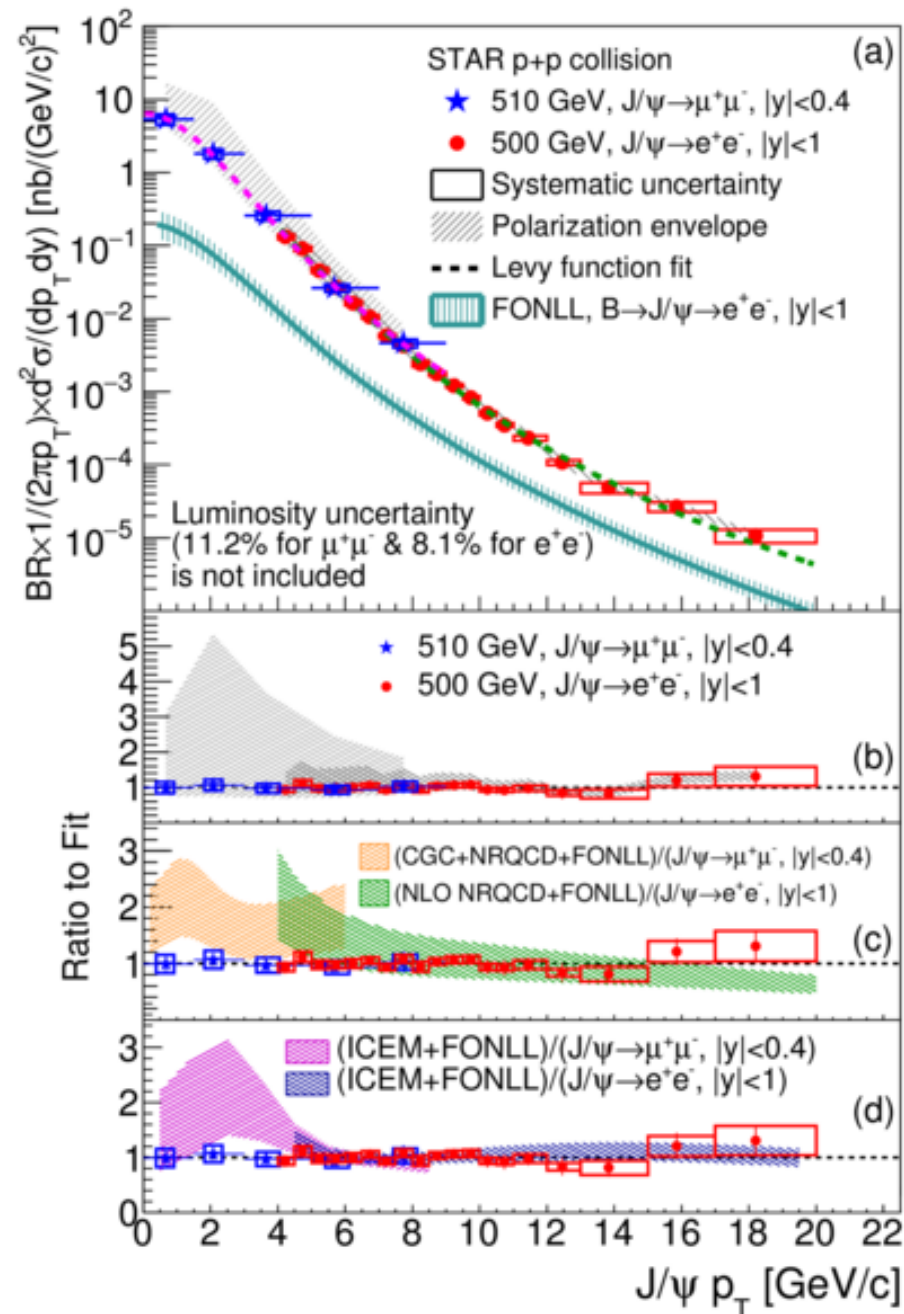 BR×1/(2πp_T)×d²σ/(dp_Tdy) [nb/(GeV/c)²]
10²
10
1
10⁻¹
10⁻²
10⁻³
10⁻⁴
10⁻⁵
(a)
STAR p+p collision
510 GeV, J/ψ→μ⁺μ⁻, |y|<0.4
500 GeV, J/ψ→e⁺e⁻, |y|<1
Systematic uncertainty
Polarization envelope
Levy function fit
FONLL, B→J/ψ→e⁺e⁻, |y|<1
Luminosity uncertainty
(11.2% for μ⁺μ⁻ & 8.1% for e⁺e⁻)
is not included
Ratio to Fit
5
4
3
2
1
510 GeV, J/ψ→μ⁺μ⁻, |y|<0.4
500 GeV, J/ψ→e⁺e⁻, |y|<1
(b)
3
2
1
(CGC+NRQCD+FONLL)/(J/ψ→μ⁺μ⁻, |y|<0.4)
(NLO NRQCD+FONLL)/(J/ψ→e⁺e⁻, |y|<1)
(c)
3
2
1
0
(ICEM+FONLL)/(J/ψ→μ⁺μ⁻, |y|<0.4)
(ICEM+FONLL)/(J/ψ→e⁺e⁻, |y|<1)
(d)
0 2 4 6 8 10 12 14 16 18 20 22
J/ψ p_T [GeV/c]